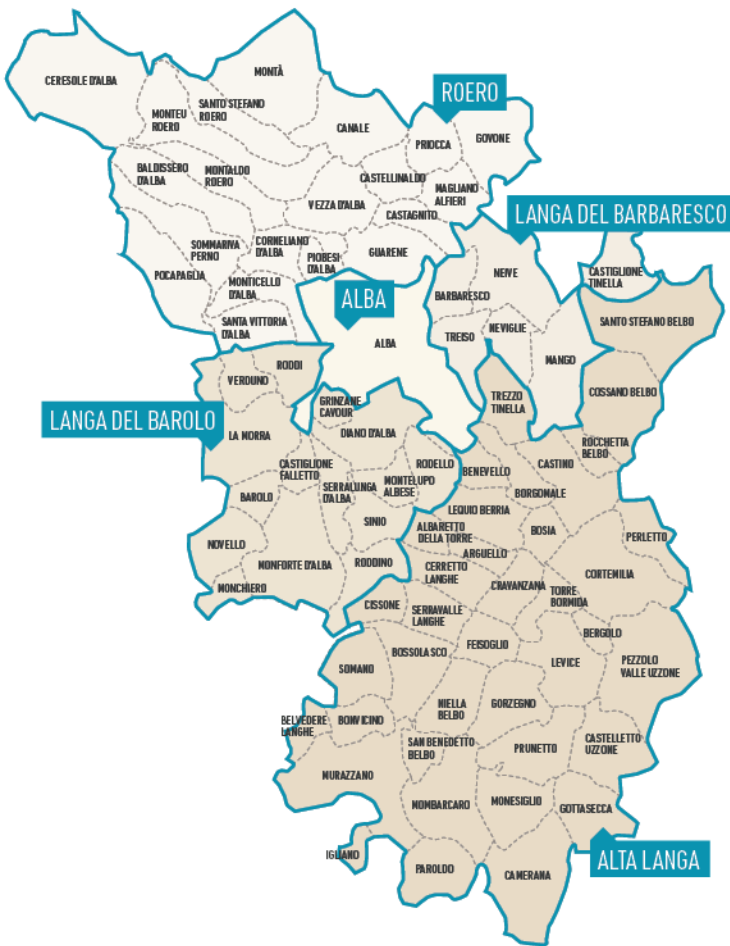 MONTÀ
CERESOLE D'ALBA
ROERO
SANTO STEFANO
ROERO
MONTEU
ROERO
CANALE
PRIOCCA
GOVONE
BALDISSERO
D'ALBA
MONTALDO
ROERO
CASTELLINALDO
MAGLIANO
ALFIERI
VEZZA D'ALBA
CASTAGNITO
LANGA DEL BARBARESCO
SOMMARIVA
PERNO
CORNELIANO
D'ALBA
PIOBESI
D'ALBA
GUARENE
POCAPAGLIA
NEIVE
CASTIGLIONE
TINELLA
MONTICELLO
D'ALBA
ALBA
BARBARESCO
SANTA VITTORIA
D'ALBA
SANTO STEFANO BELBO
ALBA
TREISO
NEVIGLIE
MANGO
RODDI
VERDUNO
COSSANO BELBO
GRINZANE
CAVOUR
TREZZO
TINELLA
LANGA DEL BAROLO
LA MORRA
DIANO D'ALBA
ROCCHETTA
BELBO
CASTIGLIONE
FALLETTO
RODELLO
CASTINO
BENEVELLO
SERRALUNGA
D'ALBA
MONTELUPO
ALBESE
BAROLO
BORGOMALE
LEQUIO BERRIA
SINIO
ALBARETTO
DELLA TORRE
BOSIA
PERLETTO
NOVELLO
ARGUELLO
MONFORTE D'ALBA
RODDINO
CERRETTO
LANGHE
CORTEMILIA
MONCHIERO
CRAVANZANA
TORRE
BORMIDA
CISSONE
SERRAVALLE
LANGHE
BERGOLO
FEISOGLIO
BOSSOLASCO
LEVICE
PEZZOLO
VALLE UZZONE
SOMANO
NIELLA
BELBO
GORZEGNO
BELVEDERE
LANGHE
BONVICINO
SAN BENEDETTO
BELBO
PRUNETTO
CASTELLETTO
UZZONE
MURAZZANO
MOMBARCARO
MONESIGLIO
GOTTASECCA
IGLIANO
ALTA LANGA
PAROLDO
CAMERANA